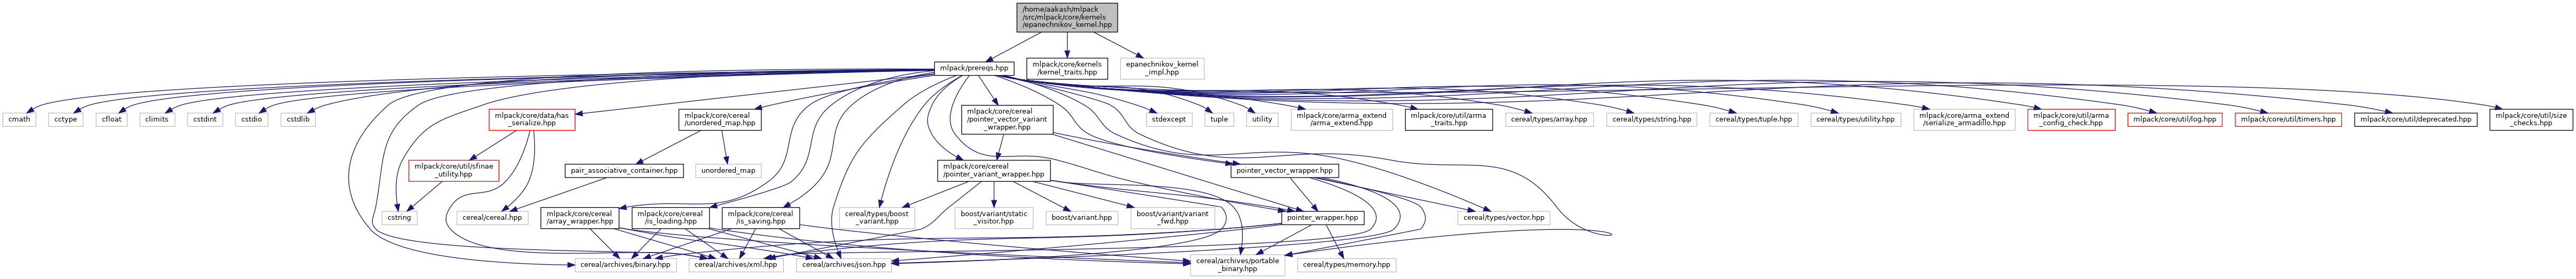 /home/aakash/mlpack
/src/mlpack/core/kernels
/epanechnikov_kernel.hpp
mlpack/prereqs.hpp
mlpack/core/kernels
/kernel_traits.hpp
epanechnikov_kernel
_impl.hpp
cmath
cctype
cfloat
climits
cstdint
cstdio
cstdlib
mlpack/core/data/has
_serialize.hpp
mlpack/core/cereal
/unordered_map.hpp
mlpack/core/cereal
/pointer_vector_variant
_wrapper.hpp
stdexcept
tuple
utility
mlpack/core/arma_extend
/arma_extend.hpp
mlpack/core/util/arma
_traits.hpp
cereal/types/array.hpp
cereal/types/string.hpp
cereal/types/tuple.hpp
cereal/types/utility.hpp
mlpack/core/arma_extend
/serialize_armadillo.hpp
mlpack/core/util/arma
_config_check.hpp
mlpack/core/util/log.hpp
mlpack/core/util/timers.hpp
mlpack/core/util/deprecated.hpp
mlpack/core/util/size
_checks.hpp
mlpack/core/util/sfinae
_utility.hpp
pair_associative_container.hpp
unordered_map
mlpack/core/cereal
/pointer_variant_wrapper.hpp
pointer_vector_wrapper.hpp
cstring
cereal/cereal.hpp
mlpack/core/cereal
/array_wrapper.hpp
mlpack/core/cereal
/is_loading.hpp
mlpack/core/cereal
/is_saving.hpp
cereal/types/boost
_variant.hpp
boost/variant/static
_visitor.hpp
boost/variant.hpp
boost/variant/variant
_fwd.hpp
pointer_wrapper.hpp
cereal/types/vector.hpp
cereal/archives/binary.hpp
cereal/archives/xml.hpp
cereal/archives/json.hpp
cereal/archives/portable
_binary.hpp
cereal/types/memory.hpp